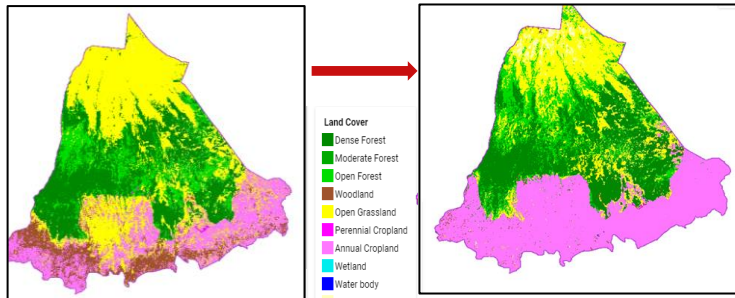 Land Cover
Dense Forest
Moderate Forest
Open Forest
Woodland
Open Grassland
Perennial Cropland
Annual Cropland
Wetland
Water body